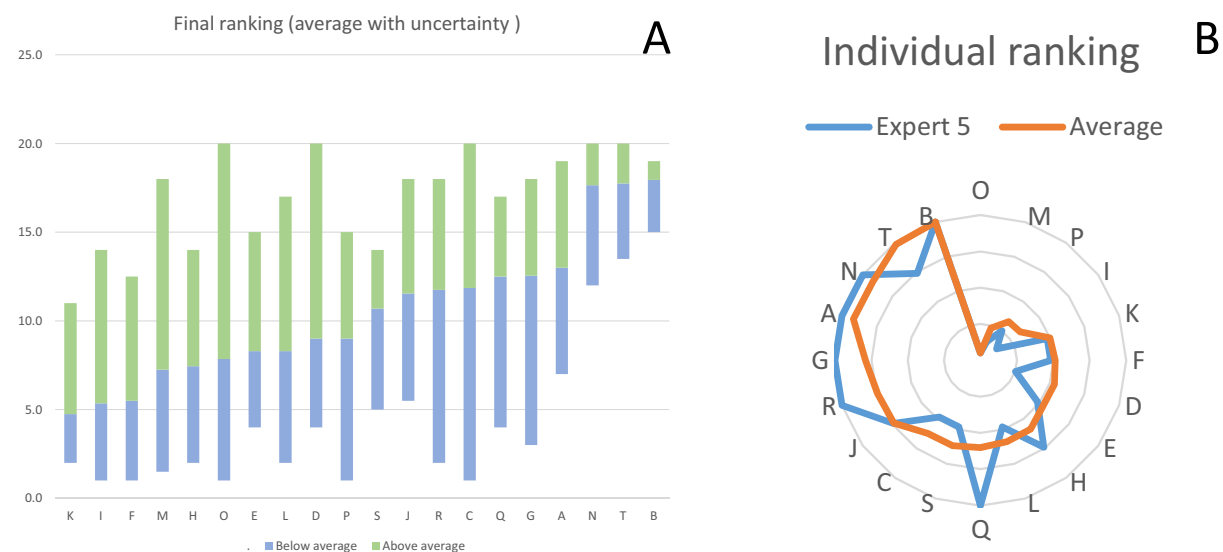 Final ranking (average with uncertainty )
A
25.0
20.0
15.0
10.0
5.0
0.0
K I F M H O E L D P S J R C Q G A N T B
. Below average Above average
B
Individual ranking
Expert 5 Average
O
M
P
I
K
F
D
E
H
L
Q
S
C
J
R
G
A
N
T
B